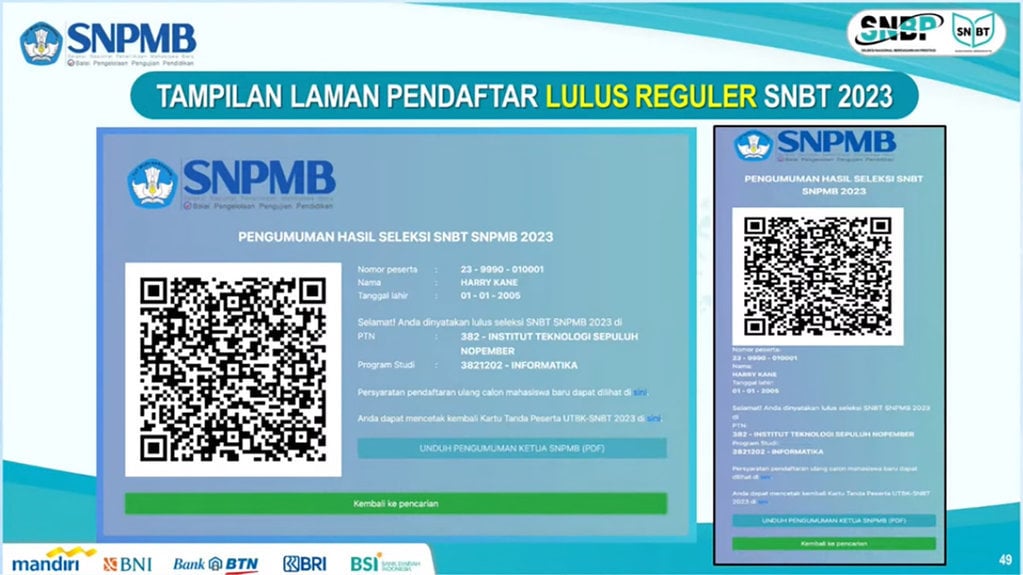 SNPMB
Balai Pengelolaan Pengujian Pendidikan
SNBP
SNBT
TAMPILAN LAMAN PENDAFTAR LULUS REGULER SNBT 2023
SNPMB
Balai Pengelolaan Pengujian Pendidikan
PENGUMUMAN HASIL SELEKSI SNBT SNPMB 2023
Nomor peserta : 23 - 9990 - 010001
Nama : HARRY KANE
Tanggal lahir : 01 - 01 - 2005
Selamat! Anda dinyatakan lulus seleksi SNBT SNPMB 2023 di
PTN : 382 - INSTITUT TEKNOLOGI SEPULUH
NOPEMBER
Program Studi : 3821202 - INFORMATIKA
Persyaratan pendaftaran ulang calon mahasiswa baru dapat dilihat di sini.
Anda dapat mencetak kembali Kartu Tanda Peserta UTBK-SNBT 2023 di sini.
UNDUH PENGUMUMAN KETUA SNPMB (PDF)
Kembali ke pencarian
SNPMB
Balai Pengelolaan Pengujian Pendidikan
PENGUMUMAN HASIL SELEKSI SNBT
SNPMB 2023
Nomor peserta:
23 - 9990 - 010001
Nama:
HARRY KANE
Tanggal lahir:
01 - 01 - 2005
Selamat! Anda dinyatakan lulus seleksi SNBT SNPMB 2023
di
PTN:
382 - INSTITUT TEKNOLOGI SEPULUH NOPEMBER
Program Studi:
3821202 - INFORMATIKA
Persyaratan pendaftaran ulang calon mahasiswa baru dapat
dilihat di sini.
Anda dapat mencetak kembali Kartu Tanda Peserta UTBK-SNBT
2023 di sini.
UNDUH PENGUMUMAN KETUA SNPMB (PDF)
Kembali ke pencarian
mandiri
BNI
Bank BTN
BRI
BSI BANK SYARIAH
INDONESIA
49